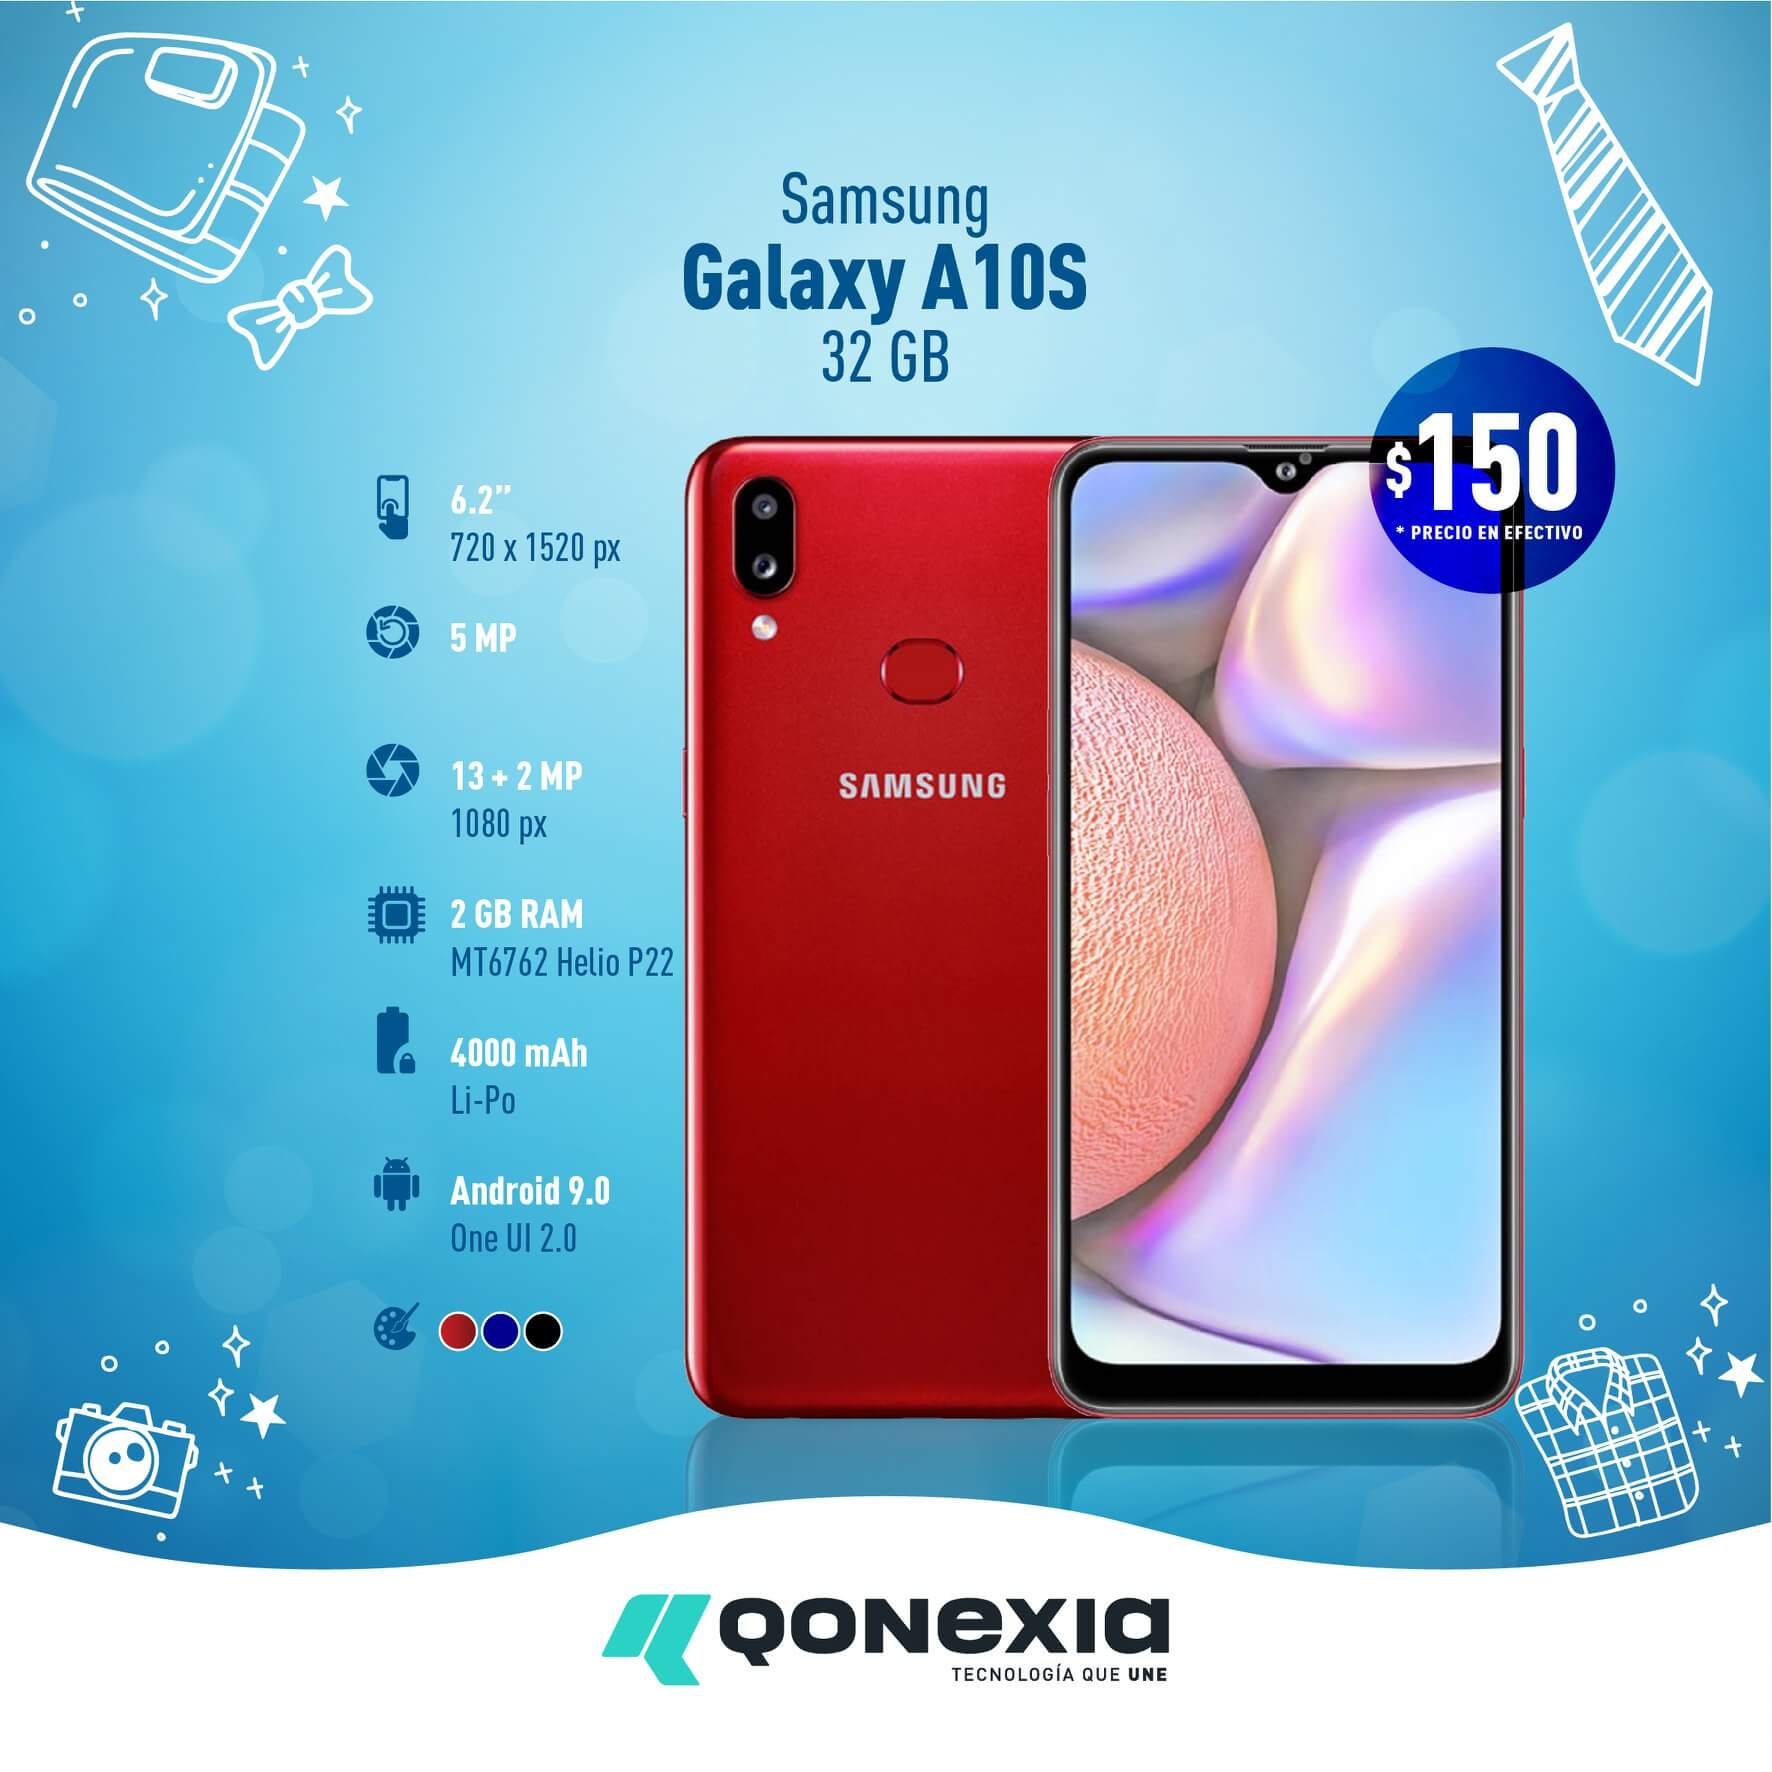 Samsung
Galaxy A10S
32 GB
$150
* PRECIO EN EFECTIVO
6.2”
720 x 1520 px
5 MP
13 + 2 MP
1080 px
2 GB RAM
MT6762 Helio P22
4000 mAh
Li-Po
Android 9.0
One UI 2.0
SAMSUNG
QONEXIA
TECNOLOGÍA QUE UNE